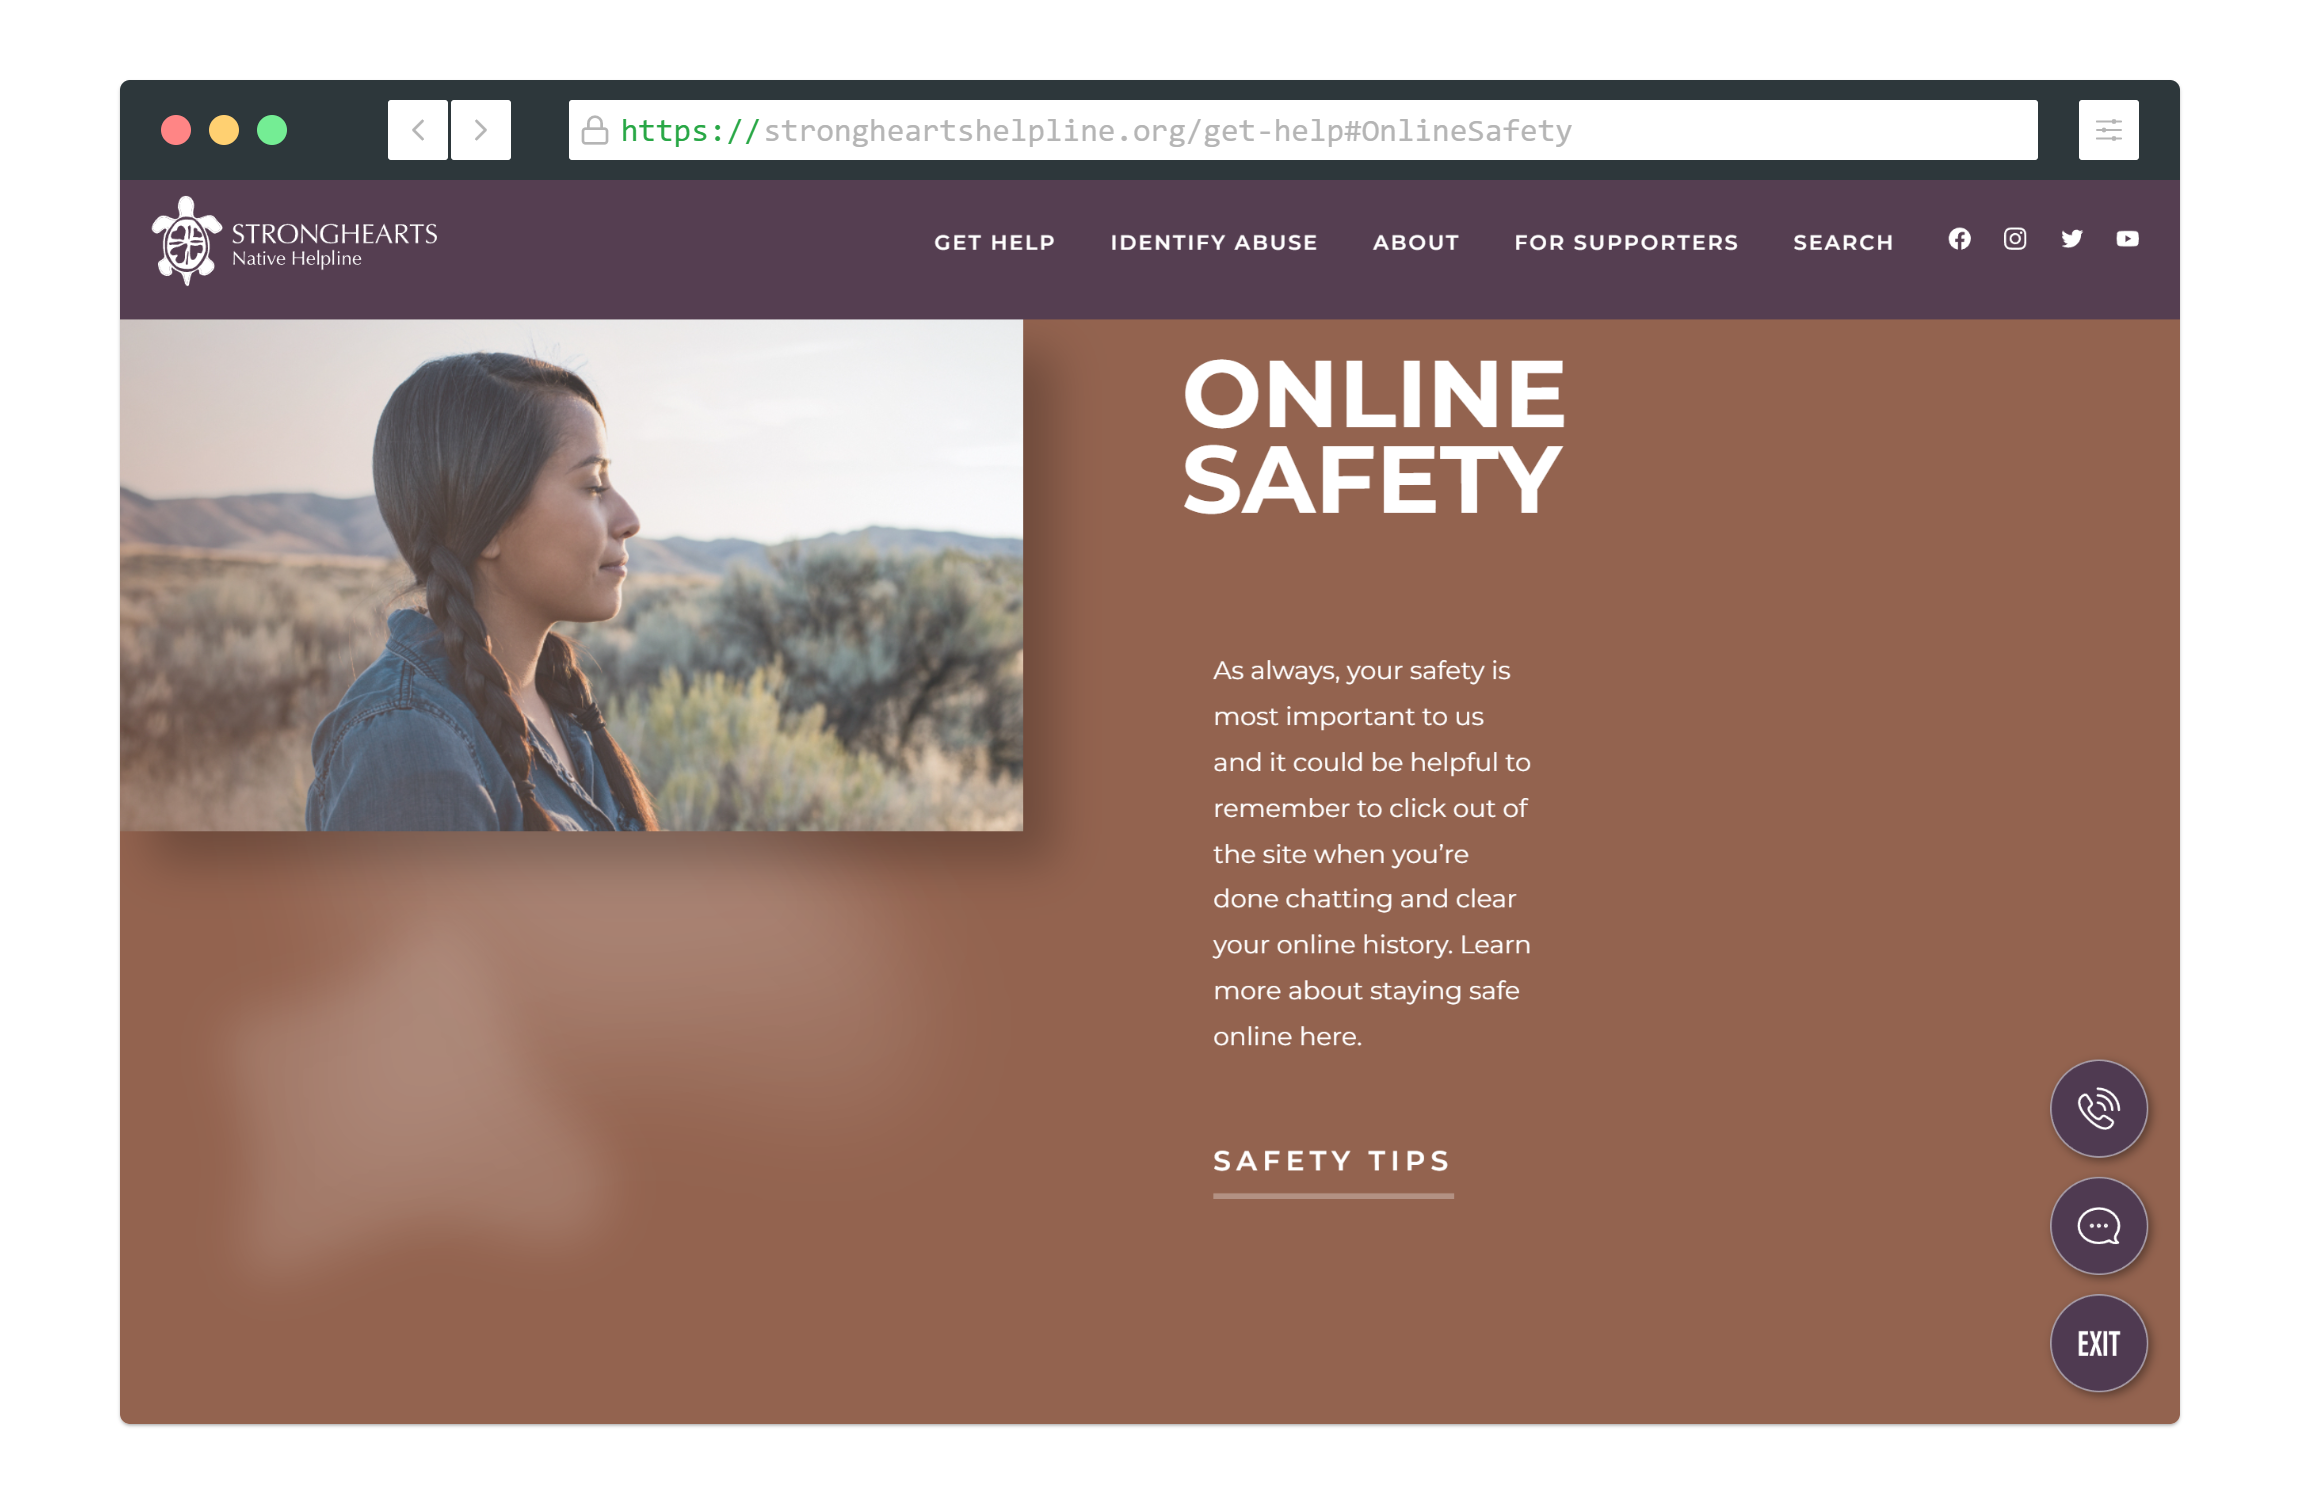 https://strongheartshelpline.org/get-help#OnlineSafety
STRONGHEARTS
Native Helpline
GET HELP
IDENTIFY ABUSE
ABOUT
FOR SUPPORTERS
SEARCH
ONLINE
SAFETY
As always, your safety is
most important to us
and it could be helpful to
remember to click out of
the site when you’re
done chatting and clear
your online history. Learn
more about staying safe
online here.
SAFETY TIPS
EXIT